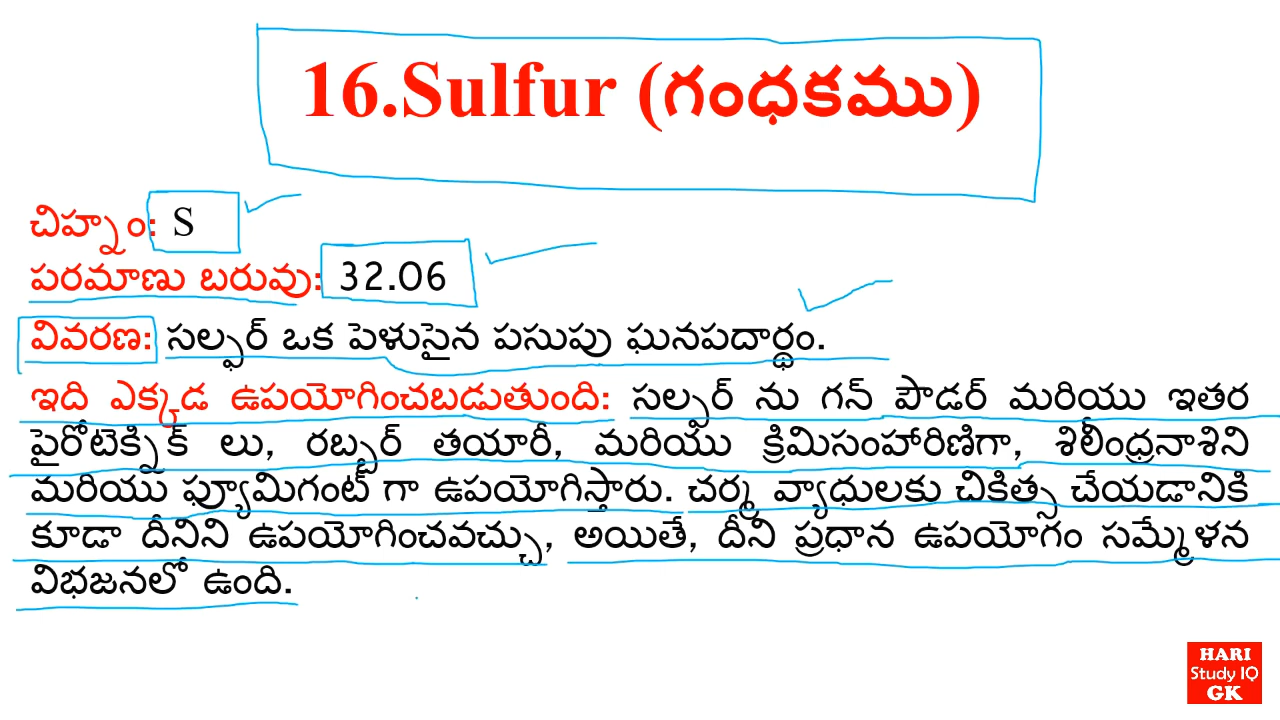 16.Sulfur (గంధకము)
చిహ్నం: S
పరమాణు బరువు: 32.06
వివరణ: సల్ఫర్ ఒక పెళుసైన పసుపు ఘనపదార్థం.
ఇది ఎక్కడ ఉపయోగించబడుతుంది: సల్ఫర్ ను గన్ పౌడర్ మరియు ఇతర
పైరోటెక్నిక్ లు, రబ్బర్ తయారీ, మరియు క్రిమిసంహారిణిగా, శిలీంధ్రనాశిని
మరియు ఫ్యూమిగంట్ గా ఉపయోగిస్తారు. చర్మ వ్యాధులకు చికిత్స చేయడానికి
కూడా దీనిని ఉపయోగించవచ్చు, అయితే, దీని ప్రధాన ఉపయోగం సమ్మేళన
విభజనలో ఉంది.
HARI
Study IQ
GK